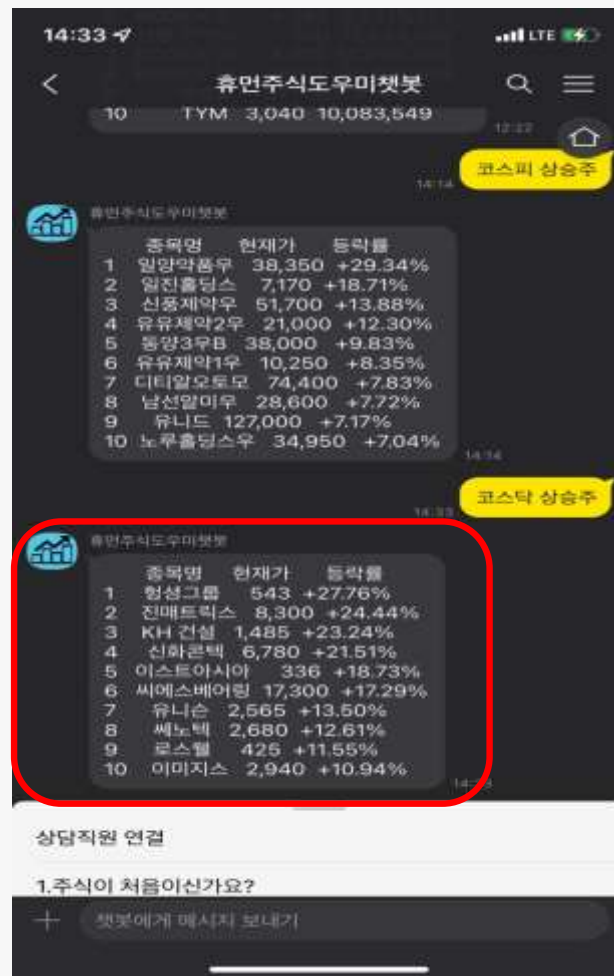 14:33
LTE
휴먼주식도우미챗봇
10 TYM 3,040 10,083,549
12:22
코스피 상승주
14:14
휴먼주식도우미챗봇
종목명 현재가 등락률
1 일양약품우 38,350 +29.34%
2 일진홀딩스 7,170 +18.71%
3 신풍제약우 51,700 +13.88%
4 유유제약2우 21,000 +12.30%
5 동양3우B 38,000 +9.83%
6 유유제약1우 10,250 +8.35%
7 디티알오토모 74,400 +7.83%
8 남선알미우 28,600 +7.72%
9 유니드 127,000 +7.17%
10 노루홀딩스우 34,950 +7.04%
14:14
코스닥 상승주
14:33
휴먼주식도우미챗봇
종목명 현재가 등락률
1 헝셩그룹 543 +27.76%
2 진매트릭스 8,300 +24.44%
3 KH 건설 1,485 +23.24%
4 신화콘텍 6,780 +21.51%
5 이스트아시아 336 +18.73%
6 씨에스베어링 17,300 +17.29%
7 유니슨 2,565 +13.50%
8 쎄노텍 2,680 +12.61%
9 로스웰 425 +11.55%
10 이미지스 2,940 +10.94%
상담직원 연결
1.주식이 처음이신가요?
챗봇에게 메시지 보내기